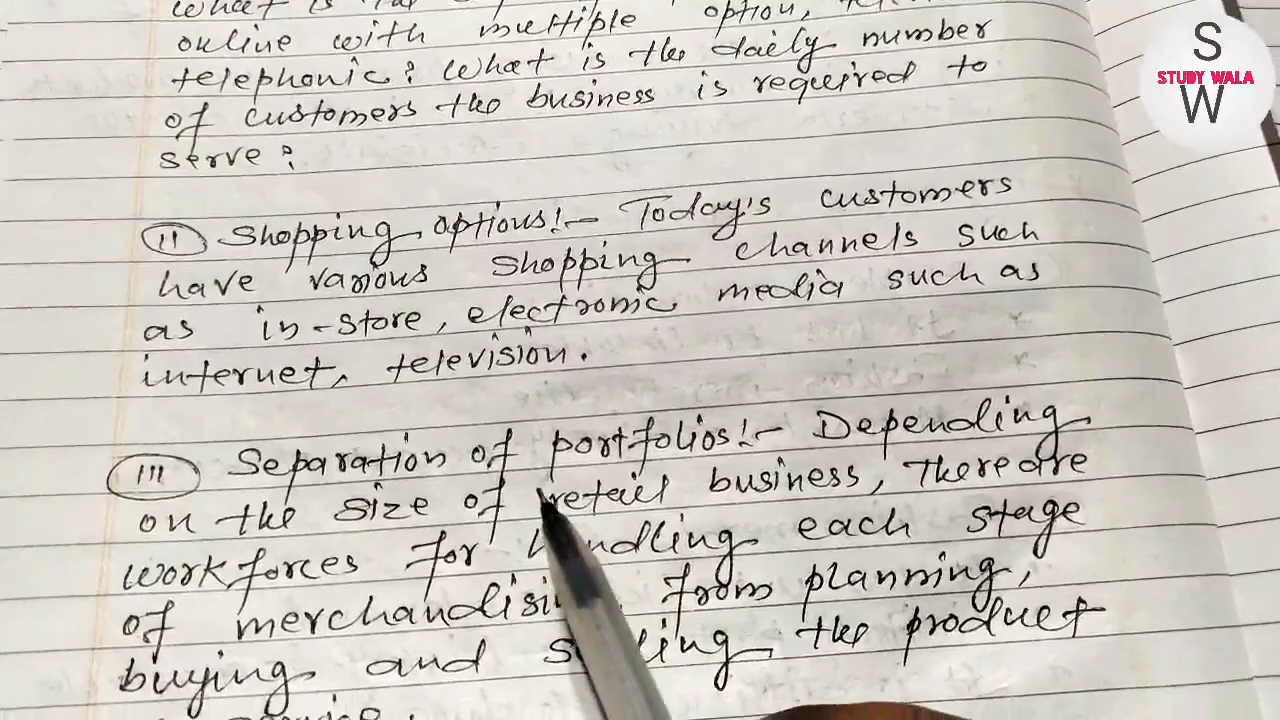 What is the
online with multiple option,
telephonic? What is the daily number
of customers the business is required to
serve?
(II) Shopping options:- Today's customers
have various shopping channels such
as in-store, electronic media such as
internet, television.
(III) Separation of portfolios:- Depending
on the size of retail business, there are
workforces for handling each stage
of merchandising from planning,
buying and selling the product
S
STUDY WALA
W